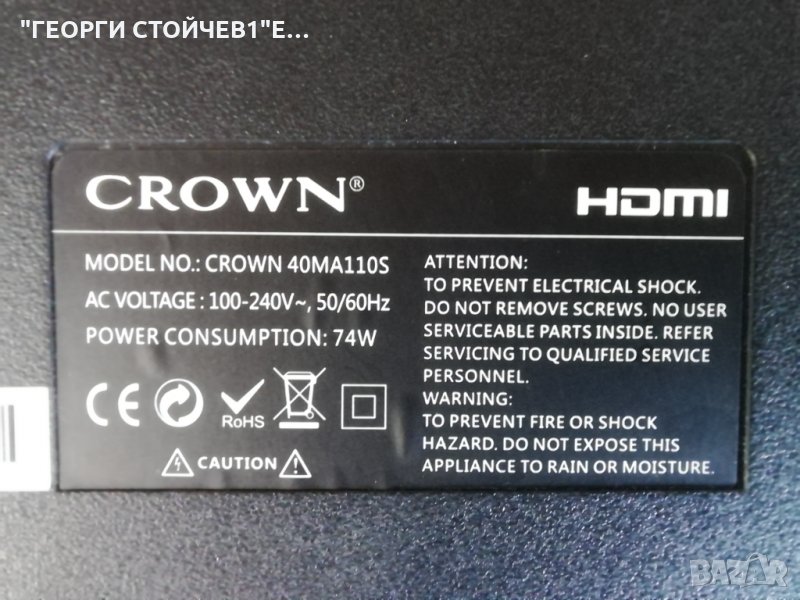 "ГЕОРГИ СТОЙЧЕВ1"Е...
CROWN®
HDMI
MODEL NO.: CROWN 40MA110S
AC VOLTAGE : 100-240V~, 50/60Hz
POWER CONSUMPTION: 74W
CE
RoHS
CAUTION
ATTENTION:
TO PREVENT ELECTRICAL SHOCK.
DO NOT REMOVE SCREWS. NO USER
SERVICEABLE PARTS INSIDE. REFER
SERVICING TO QUALIFIED SERVICE
PERSONNEL.
WARNING:
TO PREVENT FIRE OR SHOCK
HAZARD. DO NOT EXPOSE THIS
APPLIANCE TO RAIN OR MOISTURE.
BAZAR